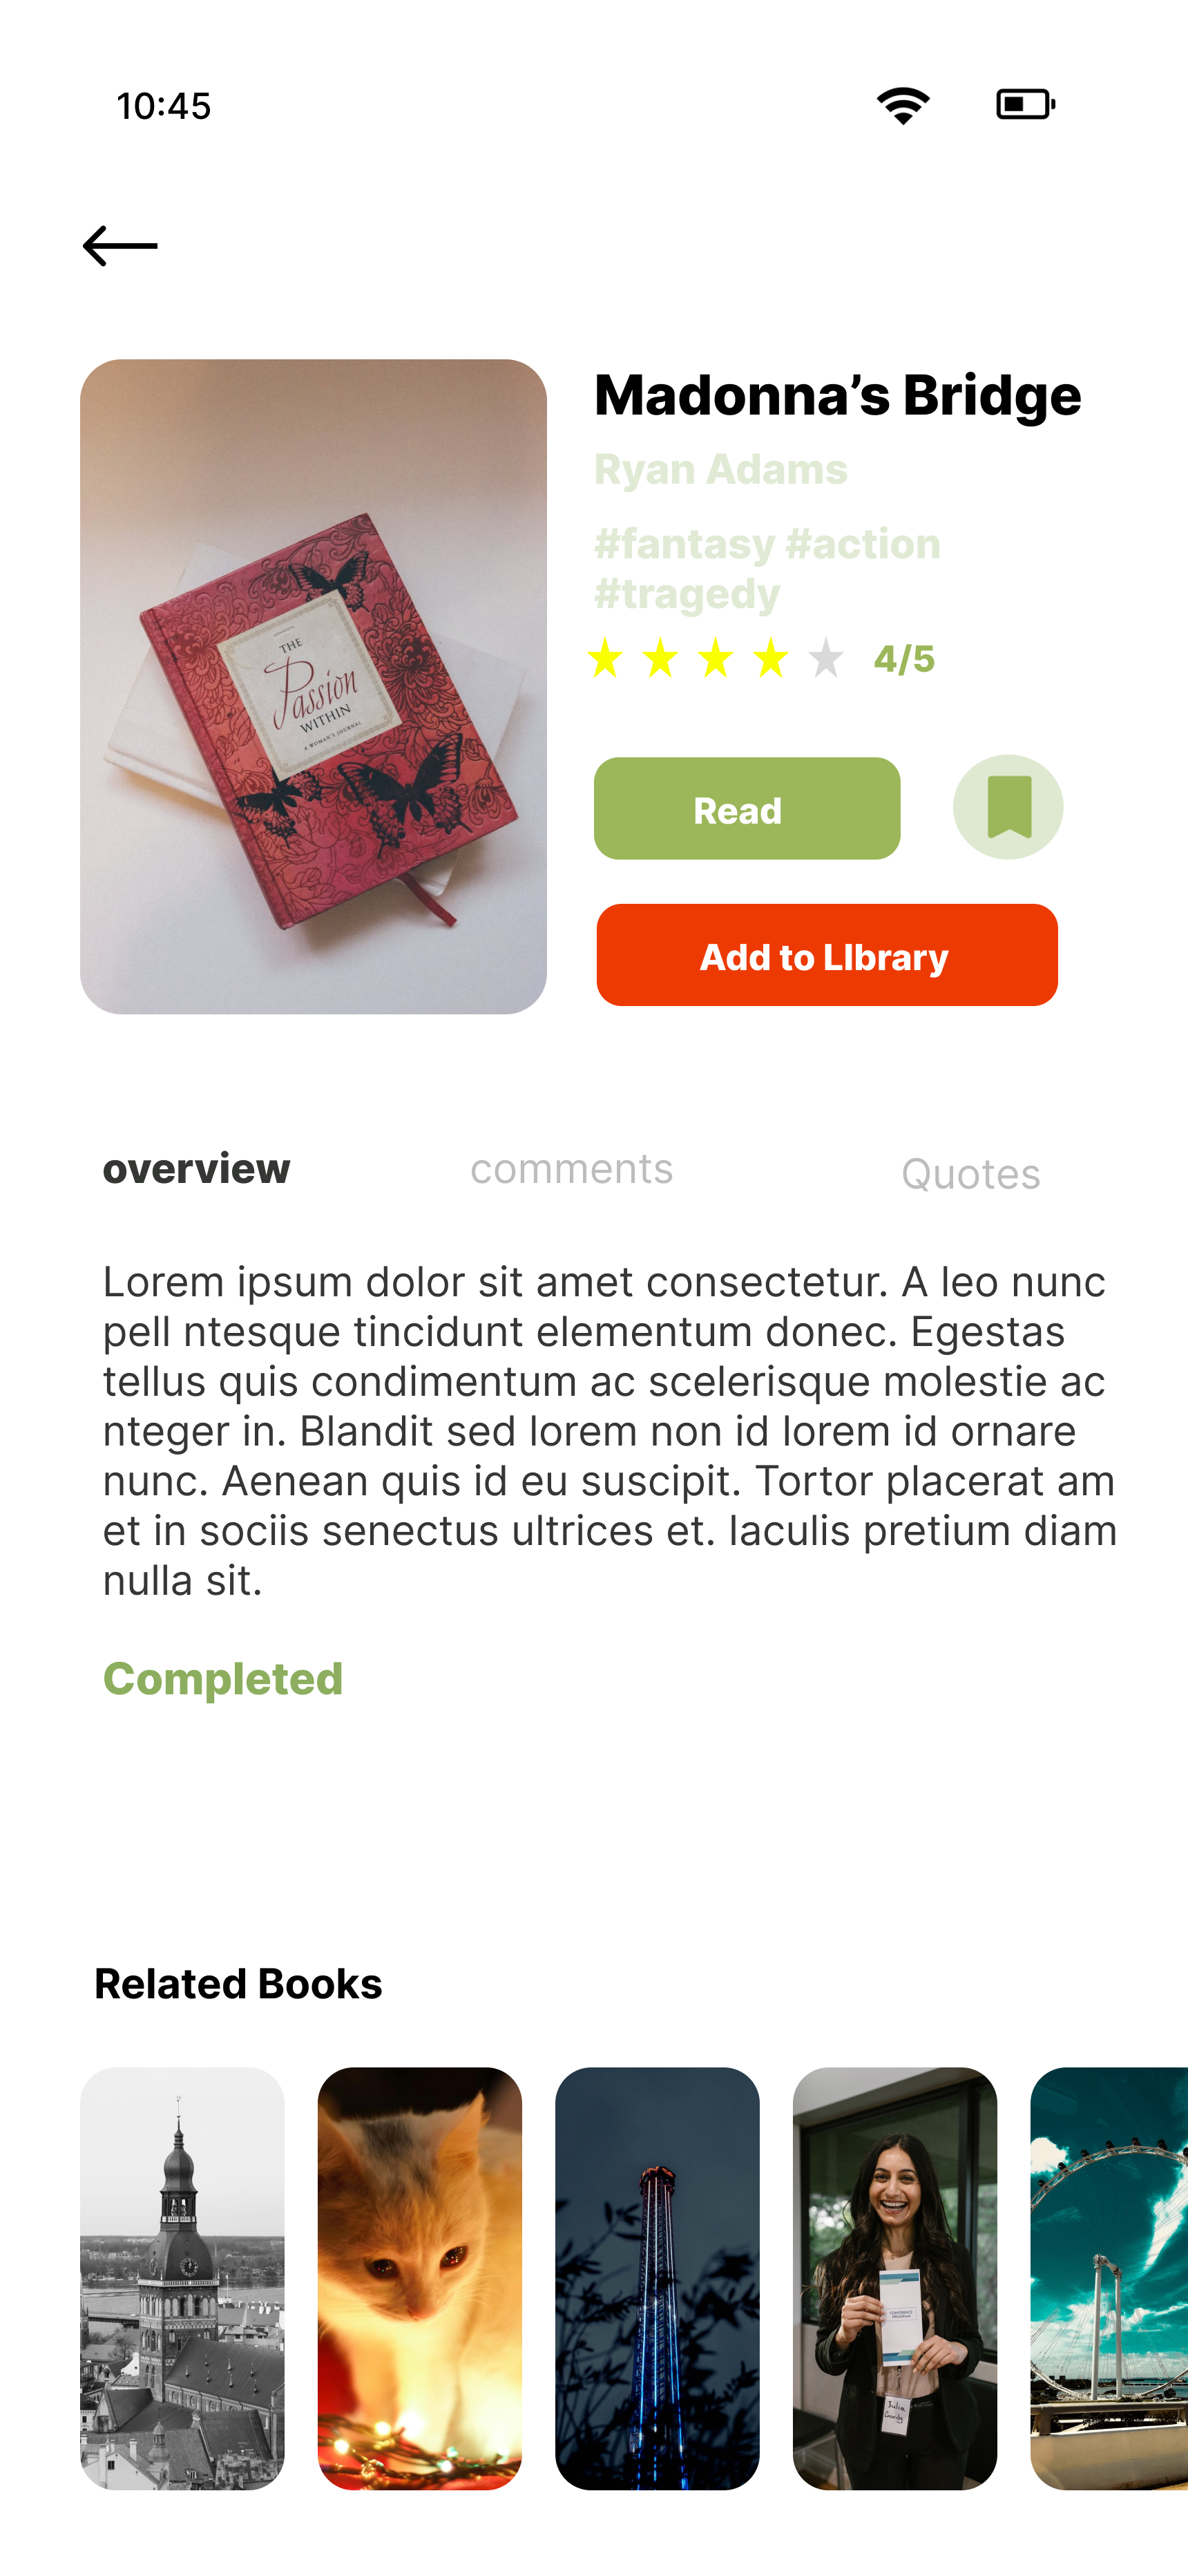 10:45
Madonna’s Bridge
Ryan Adams
#fantasy #action
#tragedy
4/5
THE
Passion
WITHIN
A WOMAN'S JOURNAL
Read
Add to LIbrary
overview
comments
Quotes
Lorem ipsum dolor sit amet consectetur. A leo nunc
pell ntesque tincidunt elementum donec. Egestas
tellus quis condimentum ac scelerisque molestie ac
nteger in. Blandit sed lorem non id lorem id ornare
nunc. Aenean quis id eu suscipit. Tortor placerat am
et in sociis senectus ultrices et. Iaculis pretium diam
nulla sit.
Completed
Related Books
CONFERENCE
PROGRAM
Julia